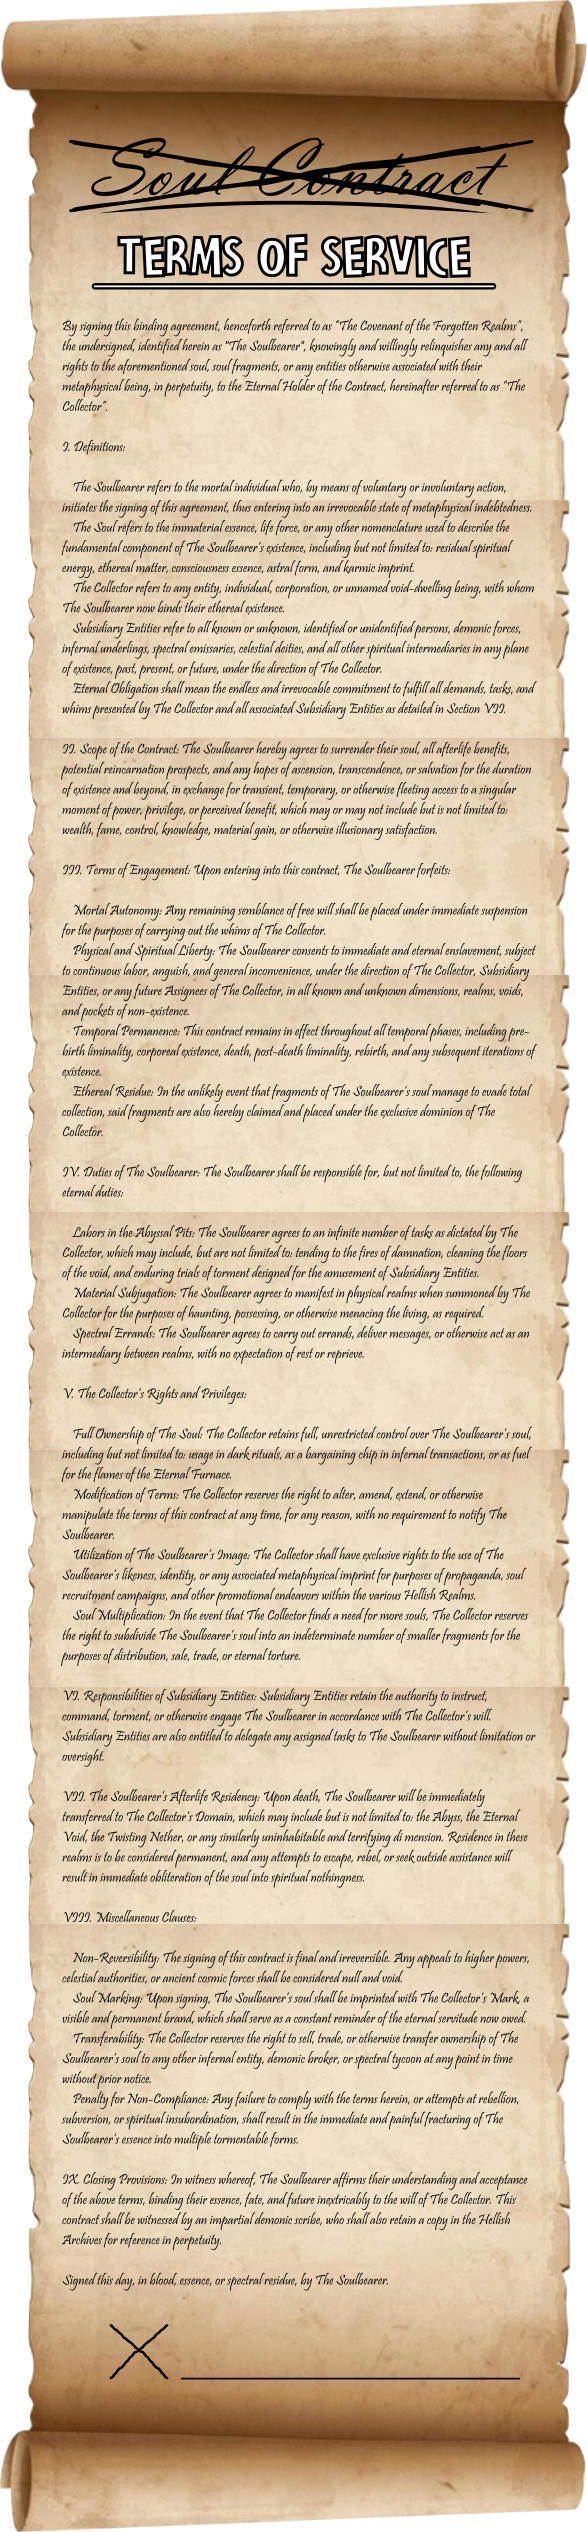 Soul Contract
TERMS OF SERVICE
By signing this binding agreement, henceforth referred to as "The Covenant of the Forgotten Realms",
the undersigned, identified herein as "The Soulbearer", knowingly and willingly relinquishes any and all
rights to the aforementioned soul, soul fragments, or any entities otherwise associated with their
metaphysical being, in perpetuity, to the Eternal Holder of the Contract, hereinafter referred to as "The
Collector".
I. Definitions:
The Soulbearer refers to the mortal individual who, by means of voluntary or involuntary action,
initiates the signing of this agreement, thus entering into an irrevocable state of metaphysical indebtedness.
The Soul refers to the immaterial essence, life force, or any other nomenclature used to describe the
fundamental component of The Soulbearer's existence, including but not limited to: residual spiritual
energy, ethereal matter, consciousness essence, astral form, and karmic imprint.
The Collector refers to any entity, individual, corporation, or unnamed void-dwelling being, with whom
The Soulbearer now binds their ethereal existence.
Subsidiary Entities refer to all known or unknown, identified or unidentified persons, demonic forces,
infernal underlings, spectral emissaries, celestial deities, and all other spiritual intermediaries in any plane
of existence, past, present, or future, under the direction of The Collector.
Eternal Obligation shall mean the endless and irrevocable commitment to fulfill all demands, tasks, and
whims presented by The Collector and all associated Subsidiary Entities as detailed in Section VII.
II. Scope of the Contract: The Soulbearer hereby agrees to surrender their soul, all afterlife benefits,
potential reincarnation prospects, and any hopes of ascension, transcendence, or salvation for the duration
of existence and beyond, in exchange for transient, temporary, or otherwise fleeting access to a singular
moment of power, privilege, or perceived benefit, which may or may not include but is not limited to:
wealth, fame, control, knowledge, material gain, or otherwise illusionary satisfaction.
III. Terms of Engagement: Upon entering into this contract, The Soulbearer forfeits:
Mortal Autonomy: Any remaining semblance of free will shall be placed under immediate suspension
for the purposes of carrying out the whims of The Collector.
Physical and Spiritual Liberty: The Soulbearer consents to immediate and eternal enslavement, subject
to continuous labor, anguish, and general inconvenience, under the direction of The Collector, Subsidiary
Entities, or any future Assignees of The Collector, in all known and unknown dimensions, realms, voids,
and pockets of non-existence.
Temporal Permanence: This contract remains in effect throughout all temporal phases, including pre-
birth liminality, corporeal existence, death, post-death liminality, rebirth, and any subsequent iterations of
existence.
Ethereal Residue: In the unlikely event that fragments of The Soulbearer's soul manage to evade total
collection, said fragments are also hereby claimed and placed under the exclusive dominion of The
Collector.
IV. Duties of The Soulbearer: The Soulbearer shall be responsible for, but not limited to, the following
eternal duties:
Labors in the Abyssal Pits: The Soulbearer agrees to an infinite number of tasks as dictated by The
Collector, which may include, but are not limited to: tending to the fires of damnation, cleaning the floors
of the void, and enduring trials of torment designed for the amusement of Subsidiary Entities.
Material Subjugation: The Soulbearer agrees to manifest in physical realms when summoned by The
Collector for the purposes of haunting, possessing, or otherwise menacing the living, as required.
Spectral Errands: The Soulbearer agrees to carry out errands, deliver messages, or otherwise act as an
intermediary between realms, with no expectation of rest or reprieve.
V. The Collector's Rights and Privileges:
Full Ownership of The Soul: The Collector retains full, unrestricted control over The Soulbearer's soul,
including but not limited to: usage in dark rituals, as a bargaining chip in infernal transactions, or as fuel
for the flames of the Eternal Furnace.
Modification of Terms: The Collector reserves the right to alter, amend, extend, or otherwise
manipulate the terms of this contract at any time, for any reason, with no requirement to notify The
Soulbearer.
Utilization of The Soulbearer's Image: The Collector shall have exclusive rights to the use of The
Soulbearer's likeness, identity, or any associated metaphysical imprint for purposes of propaganda, soul
recruitment campaigns, and other promotional endeavors within the various Hellish Realms.
Soul Multiplication: In the event that The Collector finds a need for more souls, The Collector reserves
the right to subdivide The Soulbearer's soul into an indeterminate number of smaller fragments for the
purposes of distribution, sale, trade, or eternal torture.
VI. Responsibilities of Subsidiary Entities: Subsidiary Entities retain the authority to instruct,
command, torment, or otherwise engage The Soulbearer in accordance with The Collector's will.
Subsidiary Entities are also entitled to delegate any assigned tasks to The Soulbearer without limitation or
oversight.
VII. The Soulbearer's Afterlife Residency: Upon death, The Soulbearer will be immediately
transferred to The Collector's Domain, which may include but is not limited to: the Abyss, the Eternal
Void, the Twisting Nether, or any similarly uninhabitable and terrifying di mension. Residence in these
realms is to be considered permanent, and any attempts to escape, rebel, or seek outside assistance will
result in immediate obliteration of the soul into spiritual nothingness.
VIII. Miscellaneous Clauses:
Non-Reversibility: The signing of this contract is final and irreversible. Any appeals to higher powers,
celestial authorities, or ancient cosmic forces shall be considered null and void.
Soul Marking: Upon signing, The Soulbearer's soul shall be imprinted with The Collector's Mark, a
visible and permanent brand, which shall serve as a constant reminder of the eternal servitude now owed.
Transferability: The Collector reserves the right to sell, trade, or otherwise transfer ownership of The
Soulbearer's soul to any other infernal entity, demonic broker, or spectral tycoon at any point in time
without prior notice.
Penalty for Non-Compliance: Any failure to comply with the terms herein, or attempts at rebellion,
subversion, or spiritual insubordination, shall result in the immediate and painful fracturing of The
Soulbearer's essence into multiple tormentable forms.
IX. Closing Provisions: In witness whereof, The Soulbearer affirms their understanding and acceptance
of the above terms, binding their essence, fate, and future inextricably to the will of The Collector. This
contract shall be witnessed by an impartial demonic scribe, who shall also retain a copy in the Hellish
Archives for reference in perpetuity.
Signed this day, in blood, essence, or spectral residue, by The Soulbearer.
X